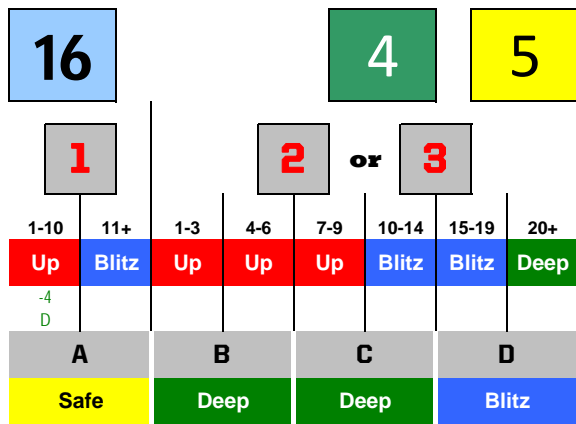 16 4 5
1 2 or 3
1-10 11+ 1-3 4-6 7-9 10-14 15-19 20+
Up Blitz Up Up Up Blitz Blitz Deep
-4
D
A B C D
Safe Deep Deep Blitz